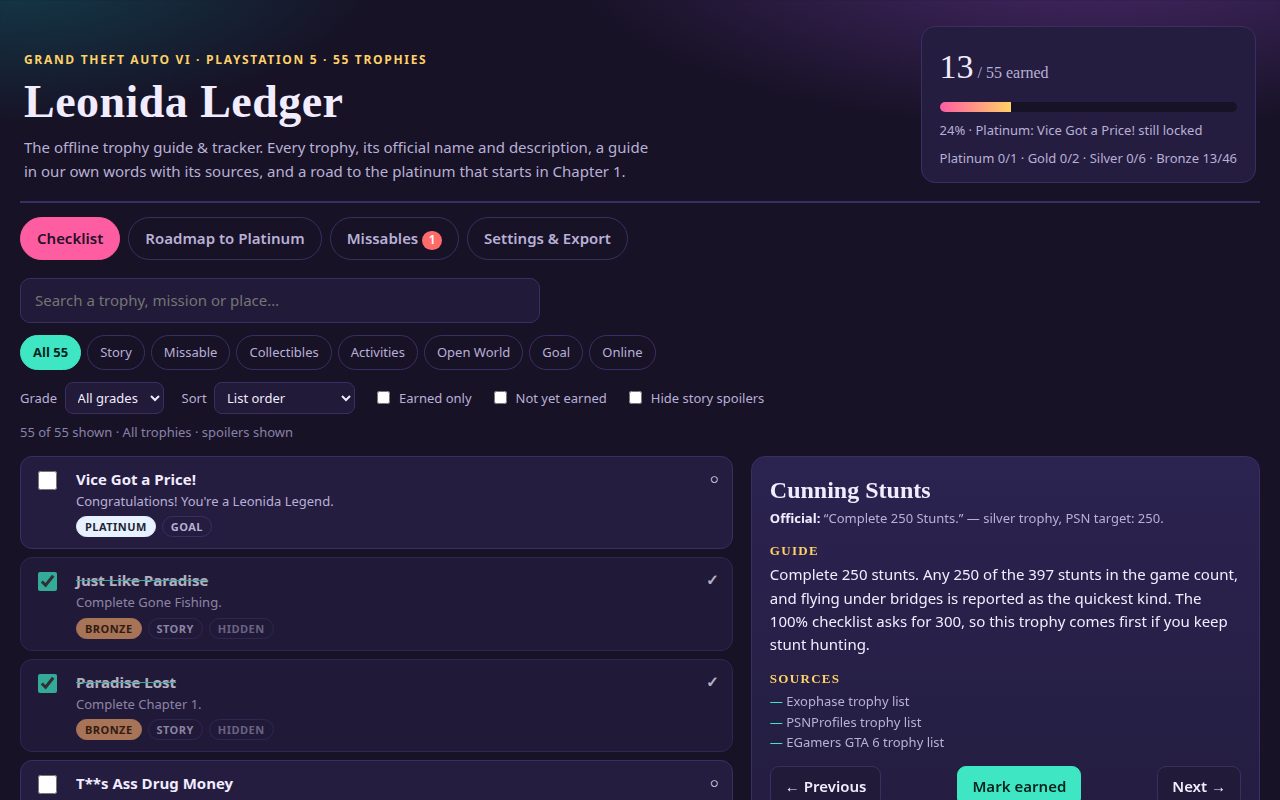 GRAND THEFT AUTO VI · PLAYSTATION 5 · 55 TROPHIES
Leonida Ledger
The offline trophy guide & tracker. Every trophy, its official name and description, a guide
in our own words with its sources, and a road to the platinum that starts in Chapter 1.
13 / 55 earned
24% · Platinum: Vice Got a Price! still locked
Platinum 0/1 · Gold 0/2 · Silver 0/6 · Bronze 13/46
Checklist
Roadmap to Platinum
Missables 1
Settings & Export
Search a trophy, mission or place...
All 55
Story
Missable
Collectibles
Activities
Open World
Goal
Online
Grade
All grades
Sort
List order
Earned only
Not yet earned
Hide story spoilers
55 of 55 shown · All trophies · spoilers shown
Vice Got a Price!
Congratulations! You're a Leonida Legend.
PLATINUM
GOAL
Just Like Paradise
✓
Complete Gone Fishing.
BRONZE
STORY
HIDDEN
Paradise Lost
✓
Complete Chapter 1.
BRONZE
STORY
HIDDEN
T**s Ass Drug Money
Cunning Stunts
Official: “Complete 250 Stunts.” — silver trophy, PSN target: 250.
GUIDE
Complete 250 stunts. Any 250 of the 397 stunts in the game count,
and flying under bridges is reported as the quickest kind. The
100% checklist asks for 300, so this trophy comes first if you keep
stunt hunting.
SOURCES
— Exophase trophy list
— PSNProfiles trophy list
— EGamers GTA 6 trophy list
← Previous
Mark earned
Next →